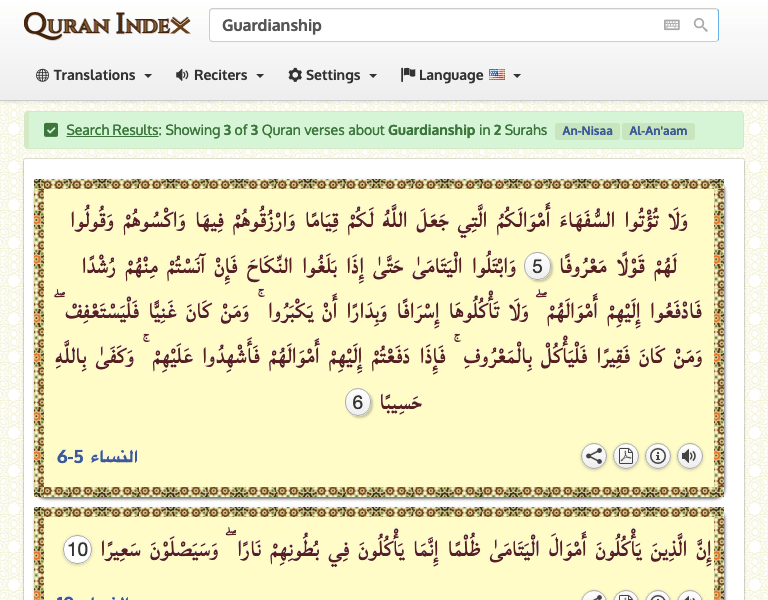 QURAN INDEX
Guardianship
Translations Reciters Settings Language
Search Results: Showing 3 of 3 Quran verses about Guardianship in 2 Surahs An-Nisaa Al-An'aam
وَلَا تُؤْتُوا السُّفَهَاءَ أَمْوَالَكُمُ الَّتِي جَعَلَ اللَّهُ لَكُمْ قِيَامًا وَارْزُقُوهُمْ فِيهَا وَاكْسُوهُمْ وَقُولُوا
لَهُمْ قَوْلًا مَعْرُوفًا 5 وَابْتَلُوا الْيَتَامَىٰ حَتَّىٰ إِذَا بَلَغُوا النِّكَاحَ فَإِنْ آنَسْتُمْ مِنْهُمْ رُشْدًا
فَادْفَعُوا إِلَيْهِمْ أَمْوَالَهُمْ ۖ وَلَا تَأْكُلُوهَا إِسْرَافًا وَبِدَارًا أَنْ يَكْبَرُوا ۚ وَمَنْ كَانَ غَنِيًّا فَلْيَسْتَعْفِفْ ۖ
وَمَنْ كَانَ فَقِيرًا فَلْيَأْكُلْ بِالْمَعْرُوفِ ۚ فَإِذَا دَفَعْتُمْ إِلَيْهِمْ أَمْوَالَهُمْ فَأَشْهِدُوا عَلَيْهِمْ ۚ وَكَفَىٰ بِاللَّهِ
حَسِيبًا 6
النساء 5-6
إِنَّ الَّذِينَ يَأْكُلُونَ أَمْوَالَ الْيَتَامَىٰ ظُلْمًا إِنَّمَا يَأْكُلُونَ فِي بُطُونِهِمْ نَارًا ۖ وَسَيَصْلَوْنَ سَعِيرًا 10